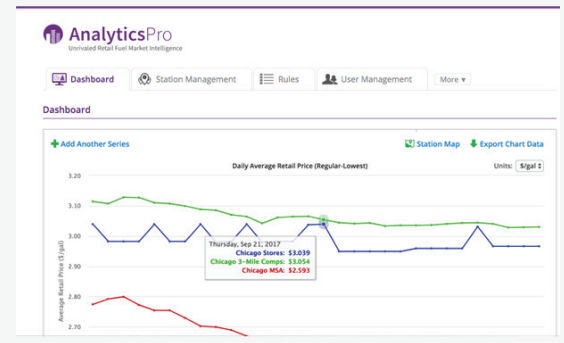 AnalyticsPro
Unrivaled Retail Fuel Market Intelligence
Dashboard Station Management Rules User Management More ▾
Dashboard
Add Another Series Station Map Export Chart Data
Daily Average Retail Price (Regular-Lowest) Units: $/gal
3.20
3.10
3.00
2.90
2.80
2.70
Average Retail Price ($/gal)
Thursday, Sep 21, 2017
Chicago Stores: $3.039
Chicago 3-Mile Comps: $3.054
Chicago MSA: $2.593